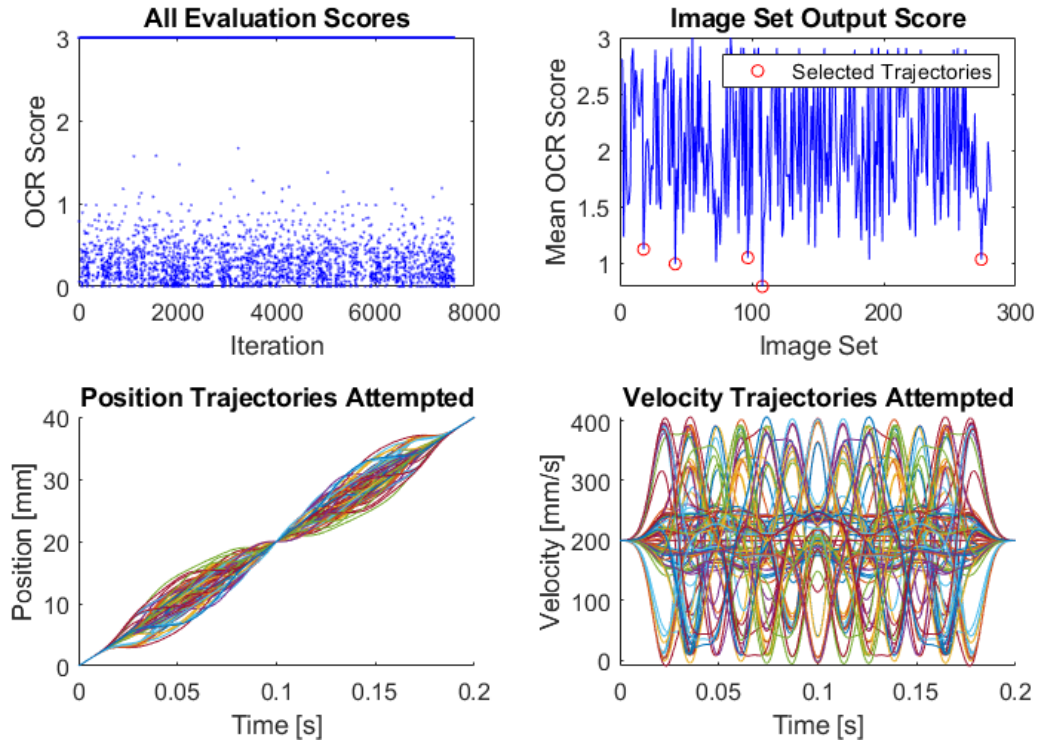 All Evaluation Scores
3
2
1
0
OCR Score
0 2000 4000 6000 8000
Iteration
Image Set Output Score
3
2.5
2
1.5
1
Mean OCR Score
Selected Trajectories
0 100 200 300
Image Set
Position Trajectories Attempted
40
30
20
10
0
Position [mm]
0 0.05 0.1 0.15 0.2
Time [s]
Velocity Trajectories Attempted
400
300
200
100
0
Velocity [mm/s]
0 0.05 0.1 0.15 0.2
Time [s]